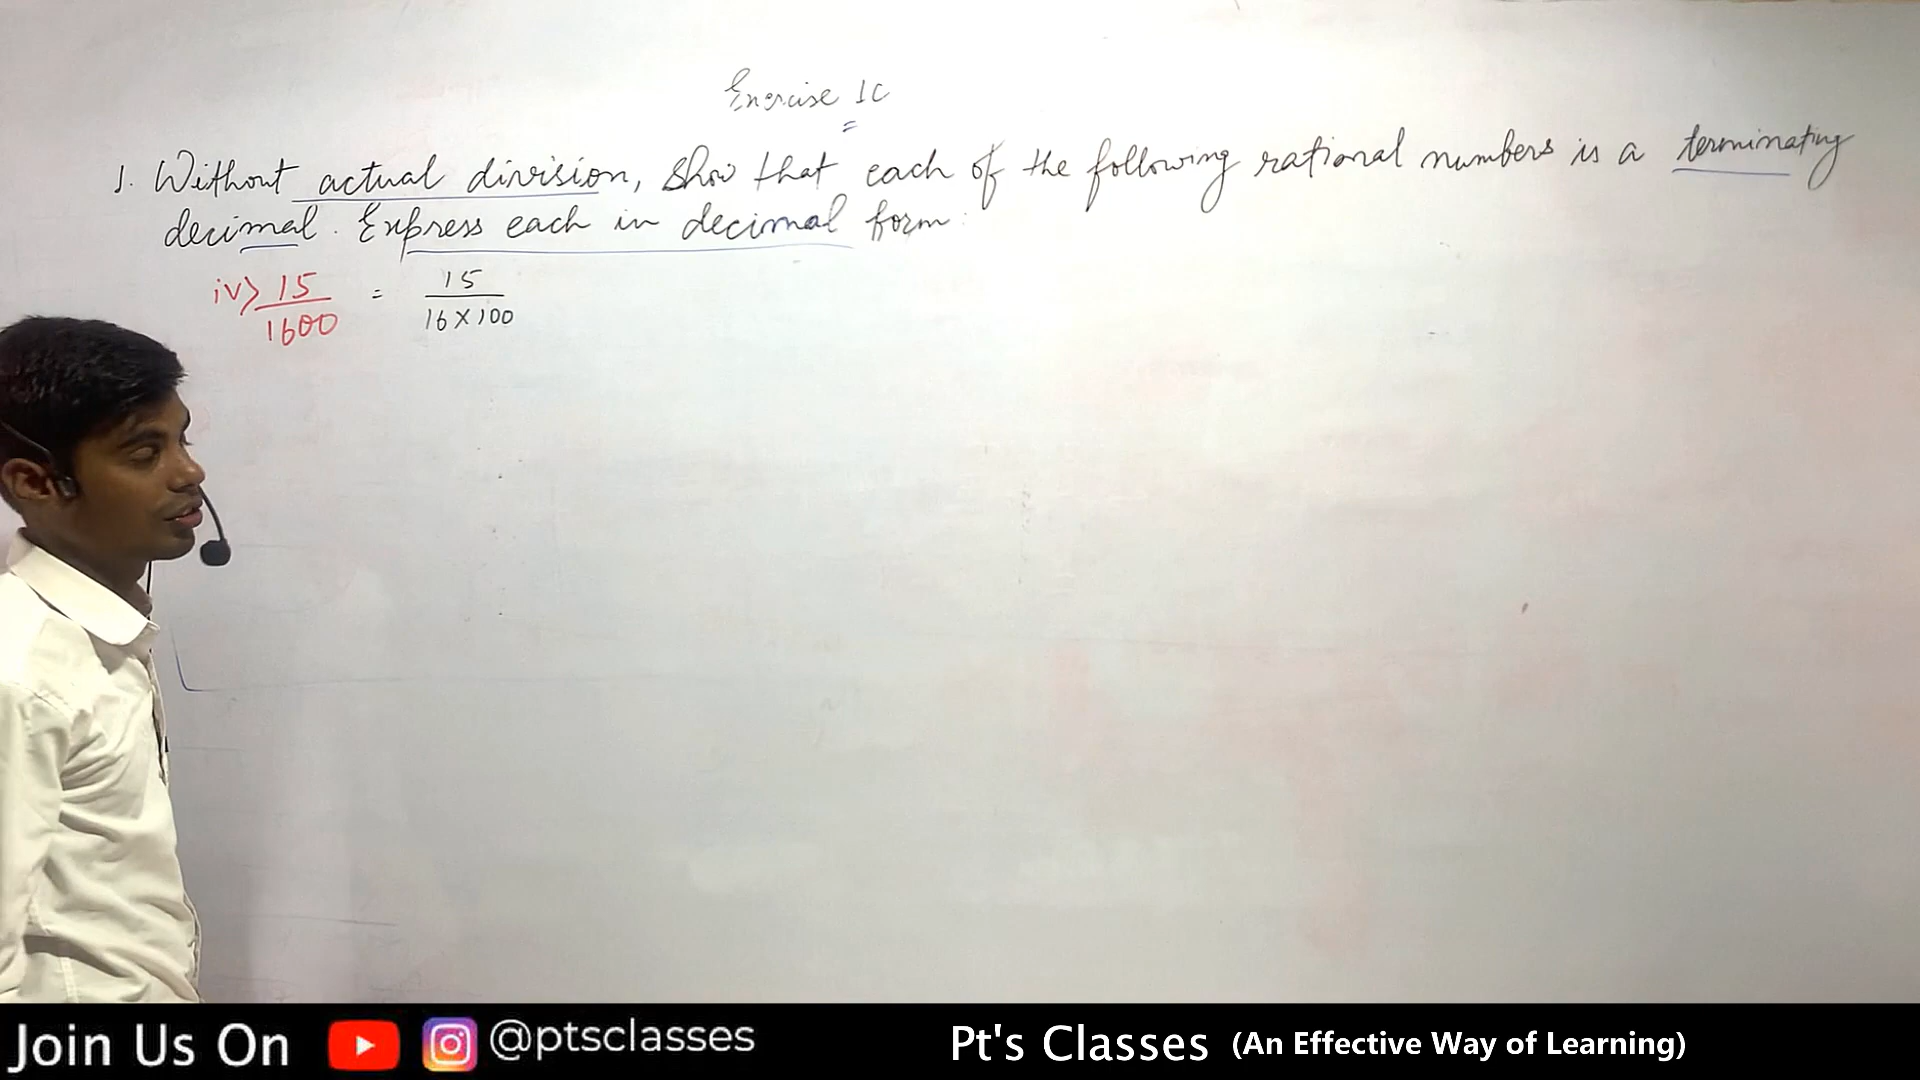 Exercise 1C
1. Without actual division, show that each of the following rational numbers is a terminating
decimal. Express each in decimal form:
iv> 15/1600 = 15/16×100
Join Us On @ptsclasses Pt's Classes (An Effective Way of Learning)